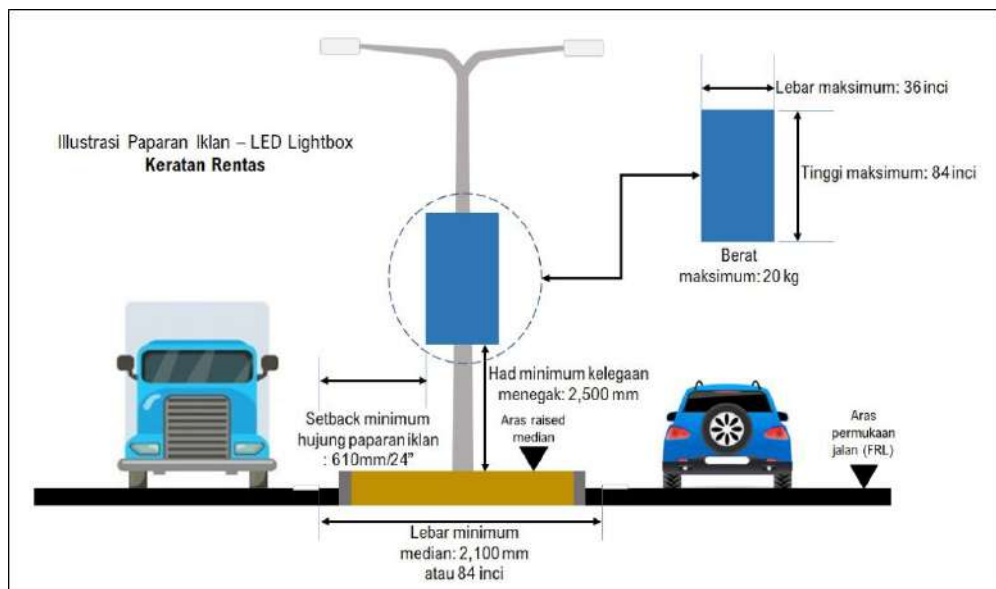 Illustrasi Paparan Iklan – LED Lightbox
Keratan Rentas
Lebar maksimum: 36 inci
Tinggi maksimum: 84 inci
Berat
maksimum: 20 kg
Had minimum kelegaan
menegak: 2,500 mm
Setback minimum
hujung paparan iklan
: 610mm/24"
Aras raised
median
Aras
permukaan
jalan (FRL)
Lebar minimum
median: 2,100 mm
atau 84 inci